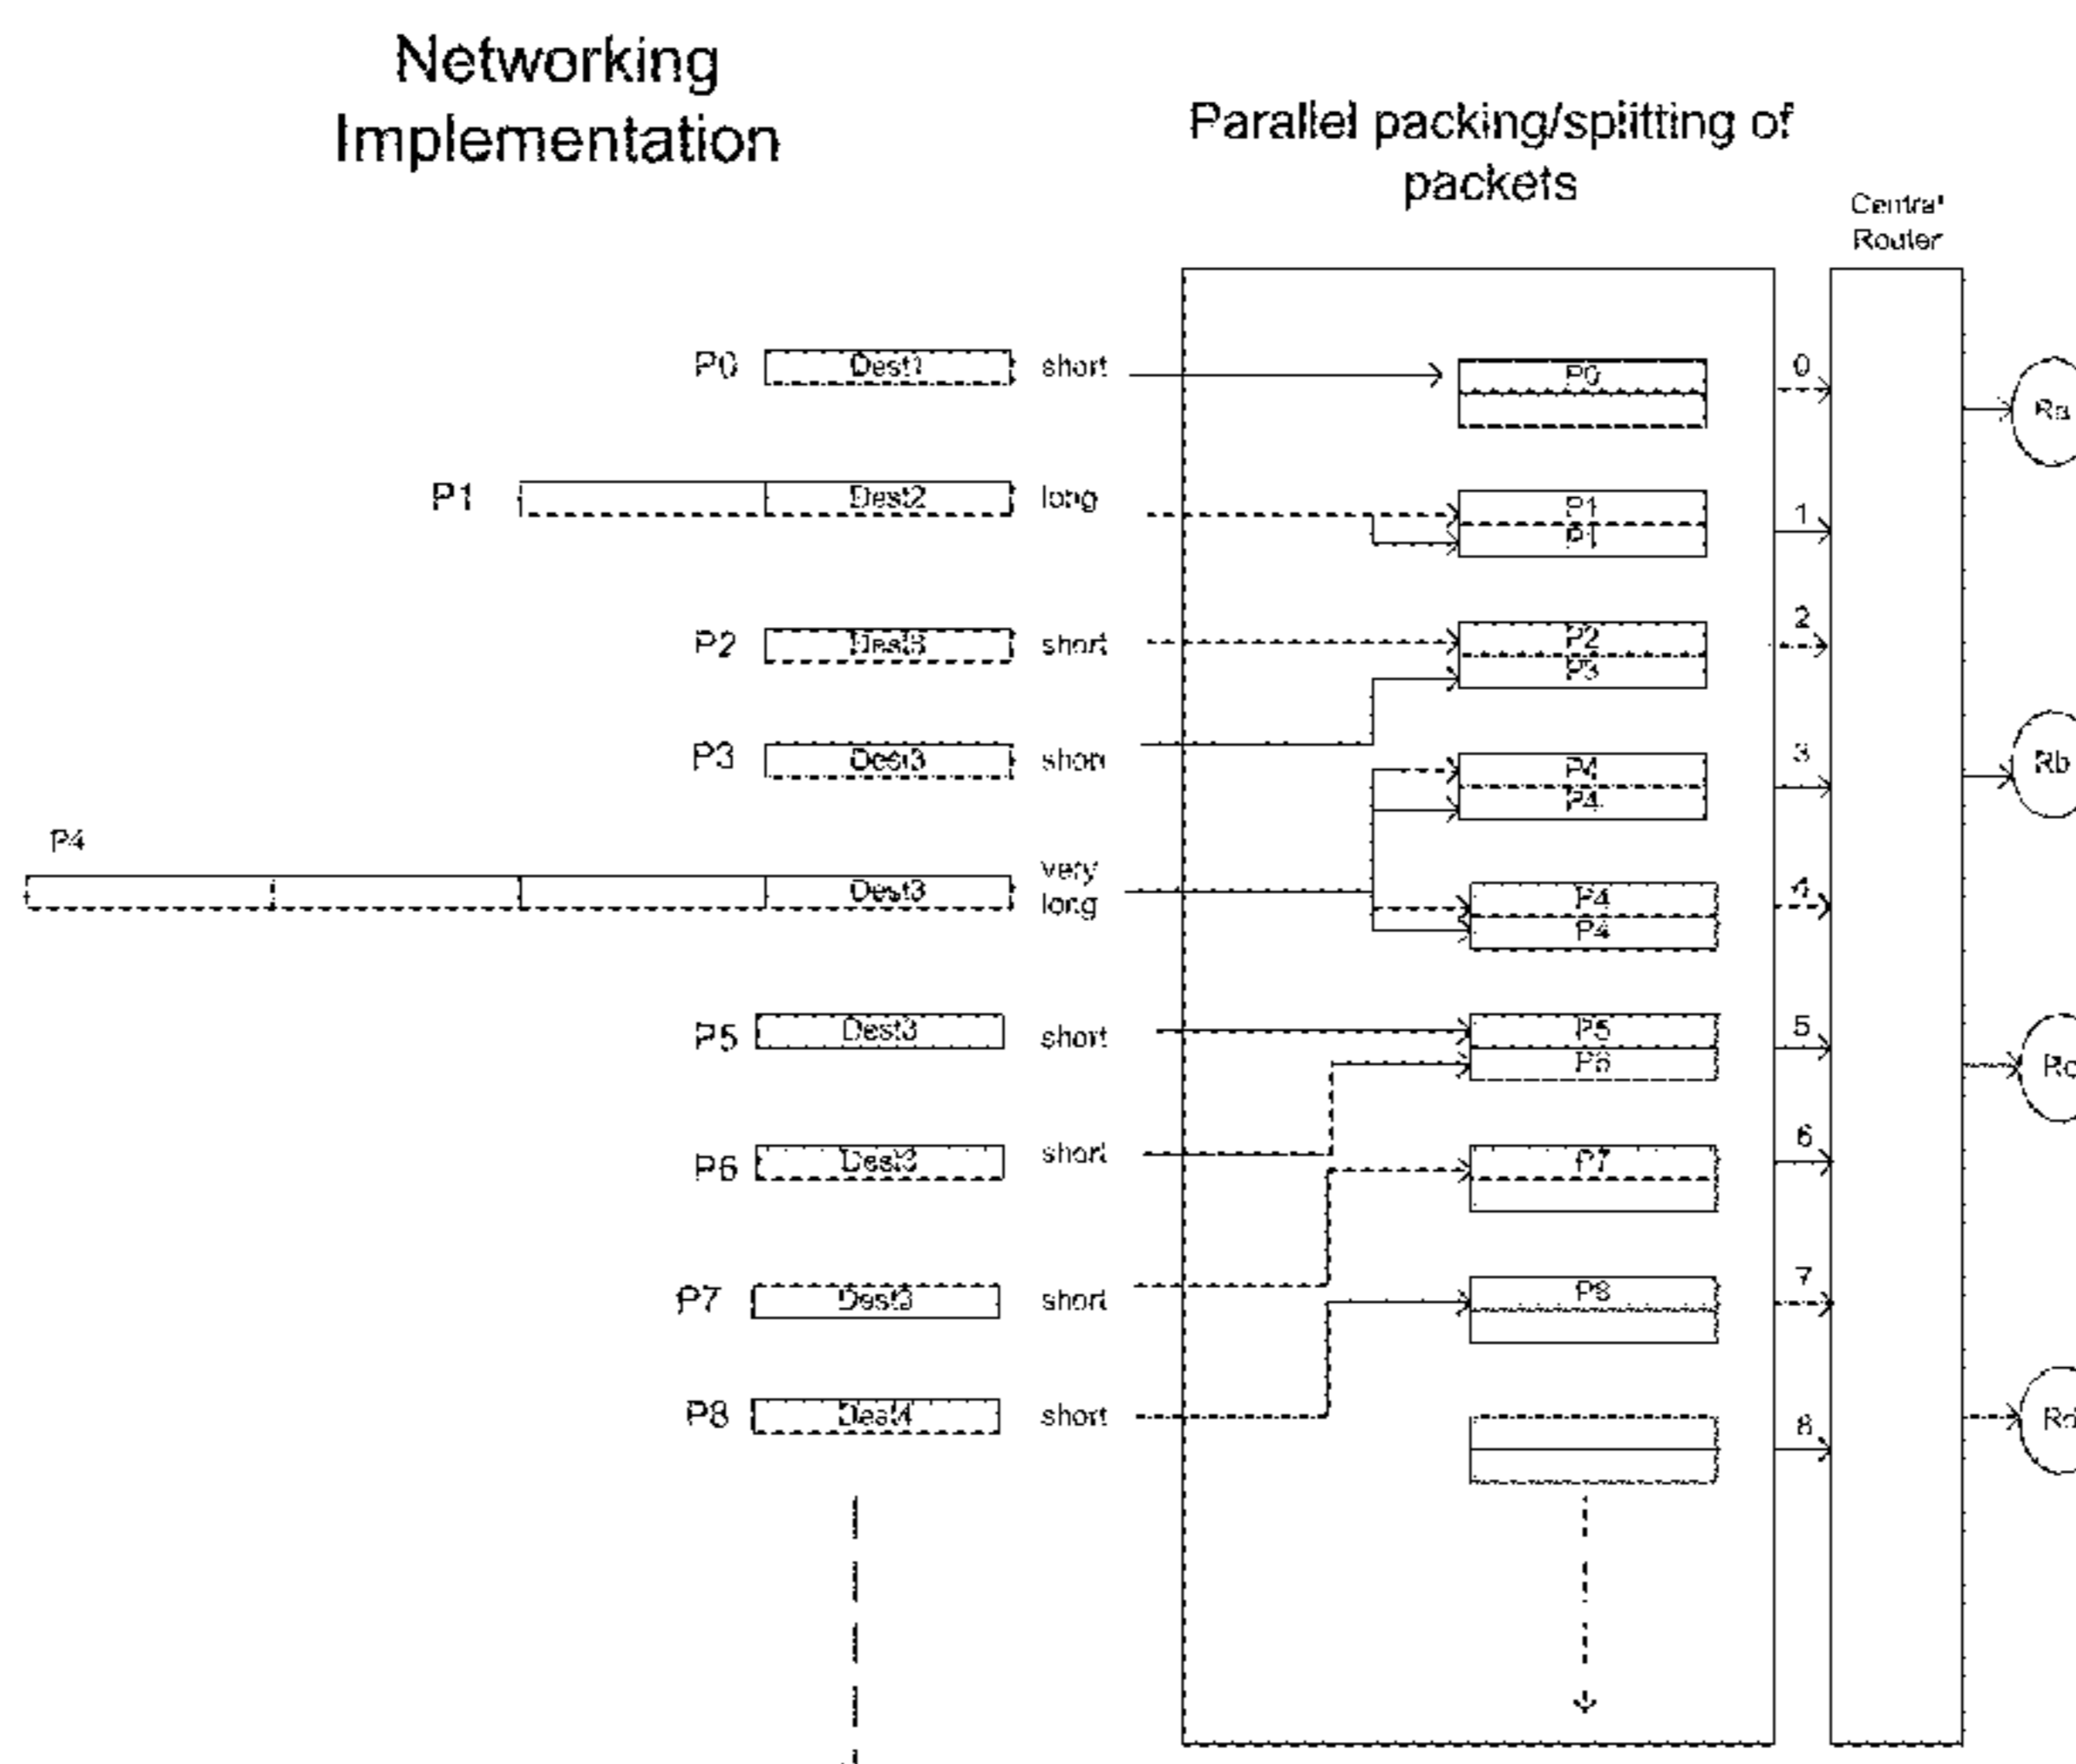 Networking
Implementation
Parallel packing/splitting of
packets
Central
Router
P0 Dest1 short P0 0
Ra
P1 Dest2 long P1 1
P1
P2 short P2 2
P3
P3 Dest3 short
Rb
P4 3
P4
P4
very
Dest3
long
P4 4
P4
P5 Dest3 short P5 5
P6
Rc
P6 Dest3 short
P7 6
P7 Dest3 short
P8 7
P8 Dest4 short
8
Rd